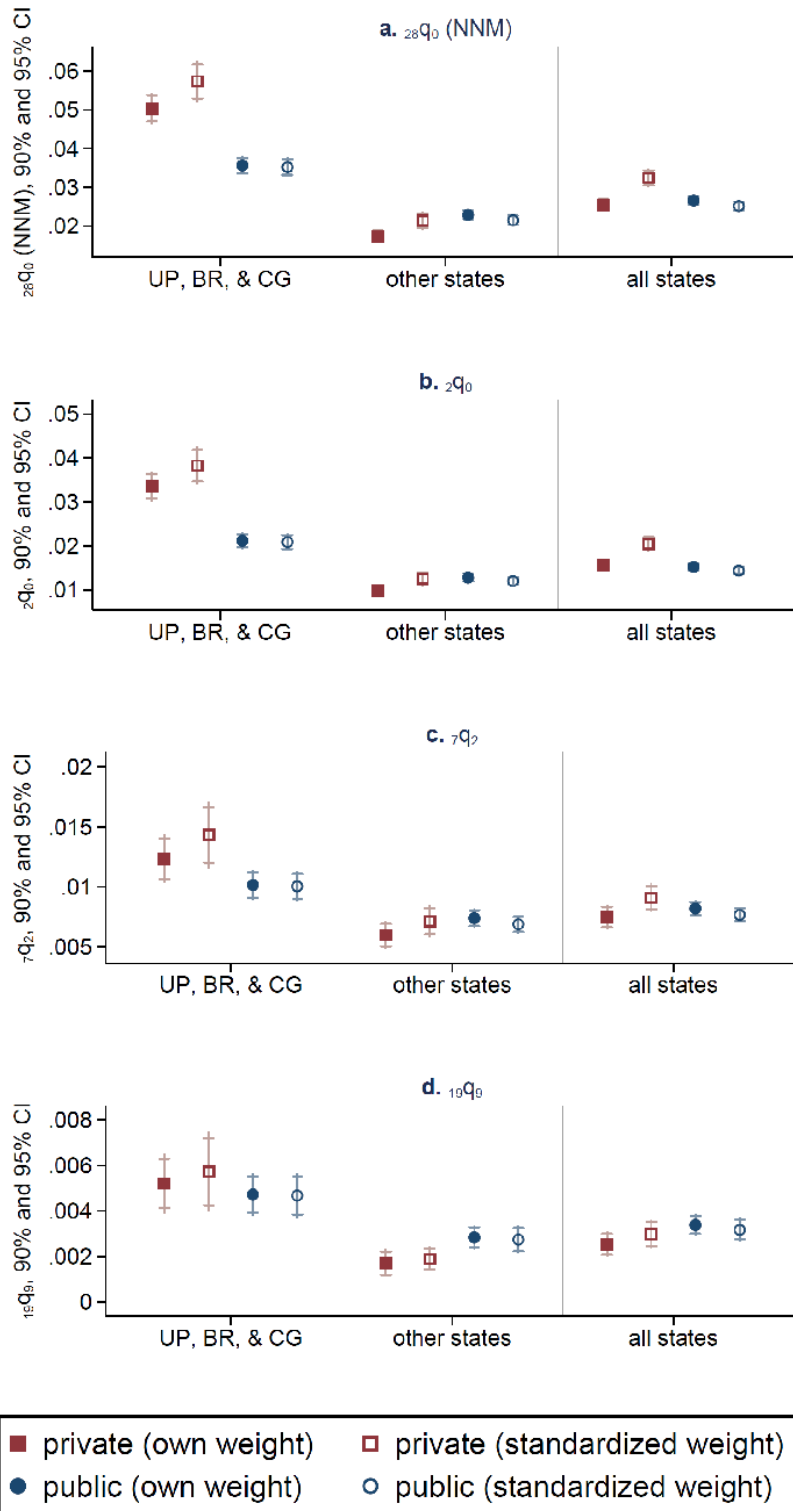 a. ₂₈q₀ (NNM)
₂₈q₀ (NNM), 90% and 95% CI
.06
.05
.04
.03
.02
UP, BR, & CG other states all states
b. ₂q₀
₂q₀, 90% and 95% CI
.05
.04
.03
.02
.01
UP, BR, & CG other states all states
c. ₇q₂
₇q₂, 90% and 95% CI
.02
.015
.01
.005
UP, BR, & CG other states all states
d. ₁₉q₉
₁₉q₉, 90% and 95% CI
.008
.006
.004
.002
0
UP, BR, & CG other states all states
private (own weight) private (standardized weight)
public (own weight) public (standardized weight)